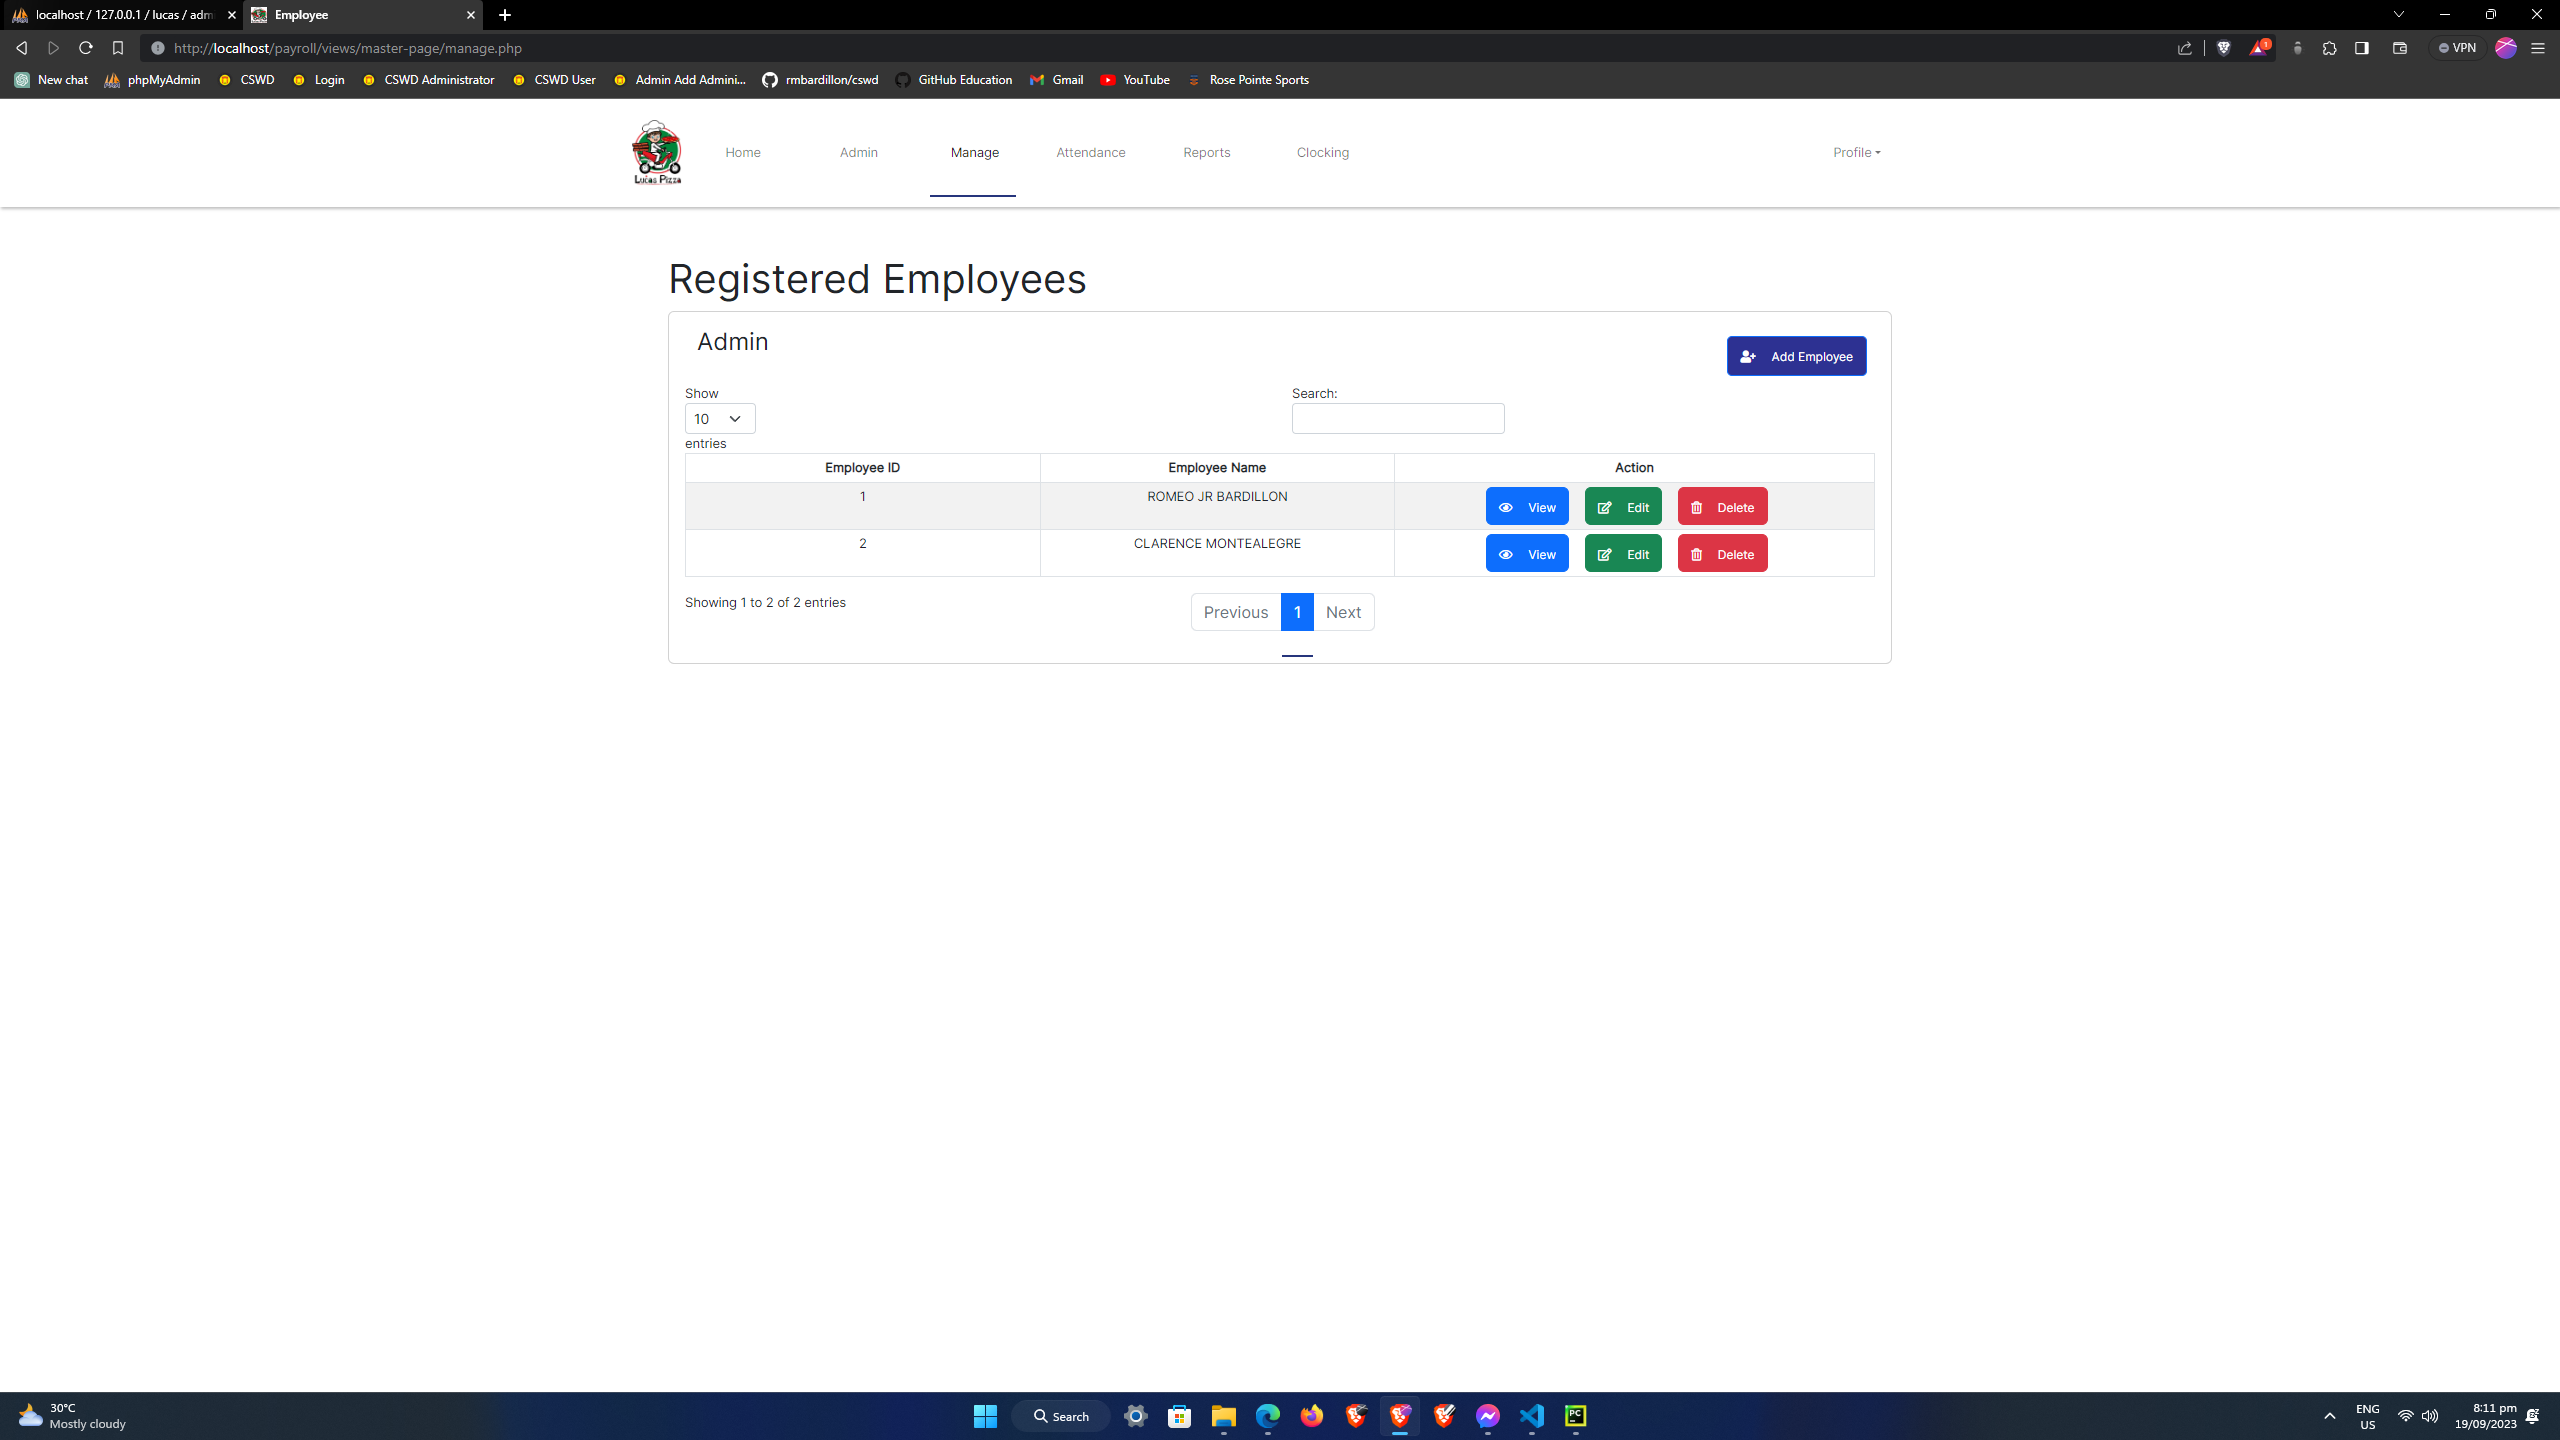 localhost / 127.0.0.1 / lucas / adm
Employee
http://localhost/payroll/views/master-page/manage.php
1
VPN
New chat
phpMyAdmin
CSWD
Login
CSWD Administrator
CSWD User
Admin Add Admini...
rmbardillon/cswd
GitHub Education
Gmail
YouTube
Rose Pointe Sports
Lucas Pizza
Home
Admin
Manage
Attendance
Reports
Clocking
Profile
Registered Employees
Admin
Add Employee
Show
10
entries
Search:
Employee ID Employee Name Action
1 ROMEO JR BARDILLON View Edit Delete
2 CLARENCE MONTEALEGRE View Edit Delete
Showing 1 to 2 of 2 entries
Previous 1 Next
30°C
Mostly cloudy
Search
PC
ENG
US
8:11 pm
19/09/2023